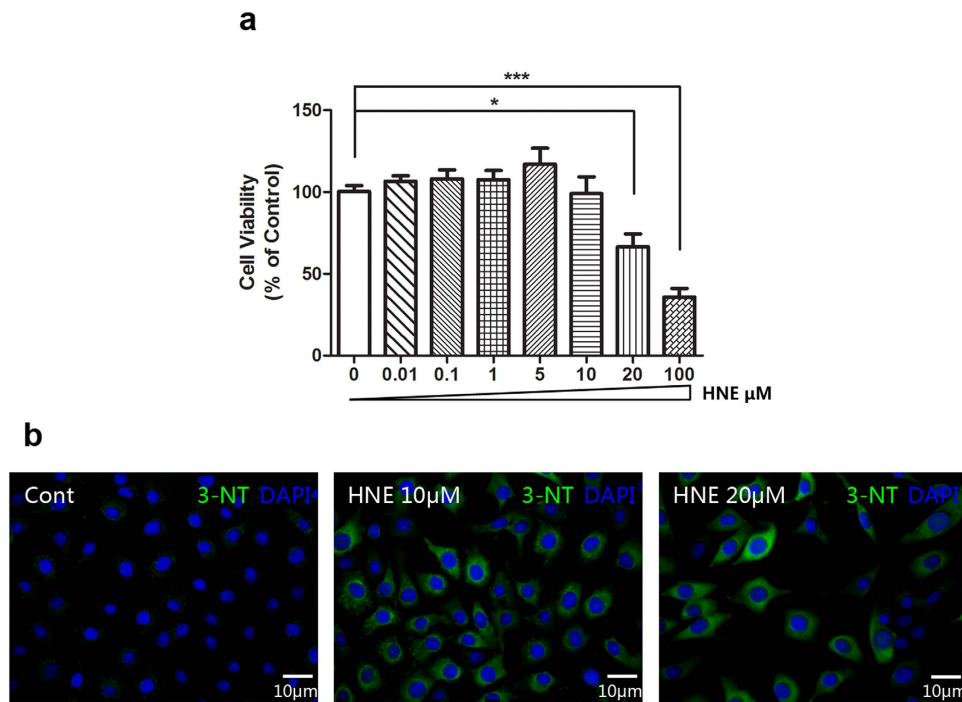 a
***
*
150
100
50
0
Cell Viability
(% of Control)
0 0.01 0.1 1 5 10 20 100
HNE μM
b
Cont 3-NT DAPI
10μm
HNE 10μM 3-NT DAPI
10μm
HNE 20μM 3-NT DAPI
10μm